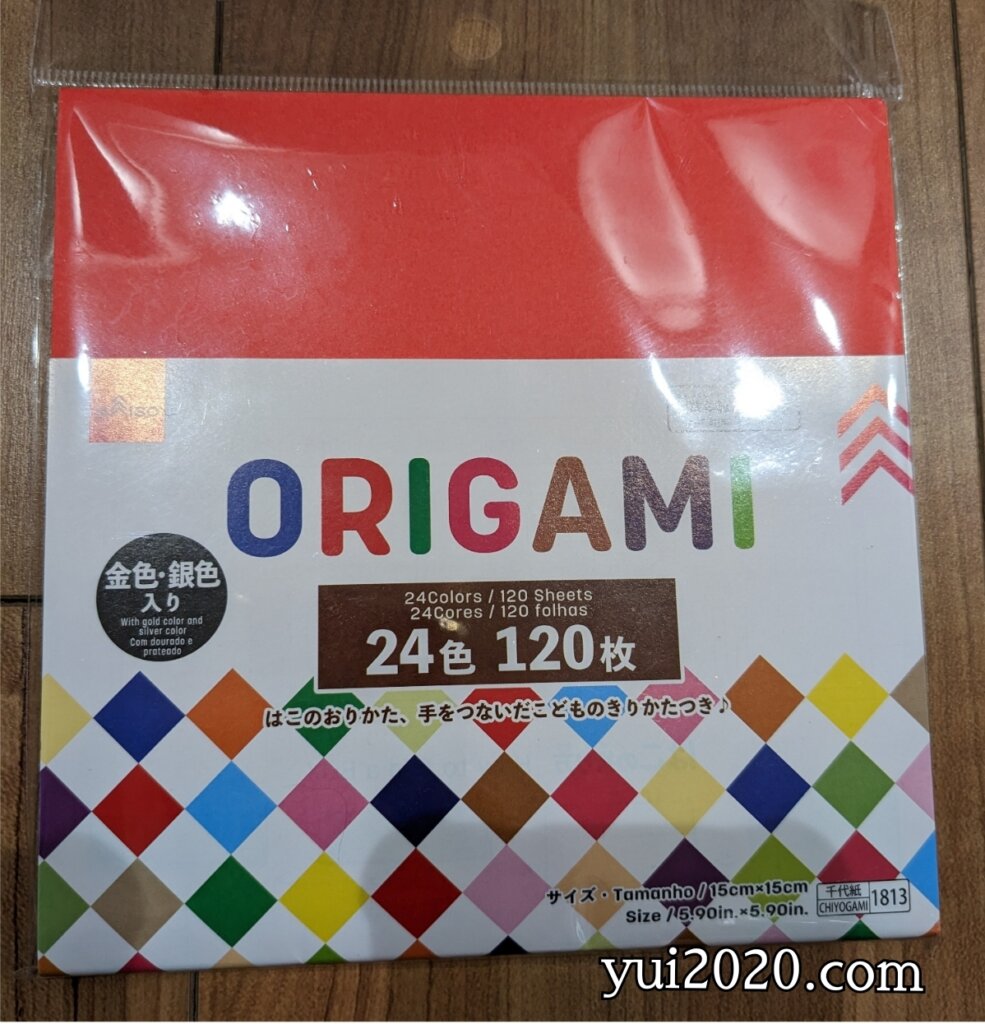 DAISO
ORIGAMI
金色・銀色
入り
With gold color and
silver color
Com dourado e
prateado
24Colors / 120 Sheets
24Cores / 120 folhas
24色 120枚
はこのおりかた、手をつないだこどものきりかたつき♪
サイズ・Tamanho / 15cm×15cm
Size / 5.90in.×5.90in.
千代紙
CHIYOGAMI
1813
yui2020.com